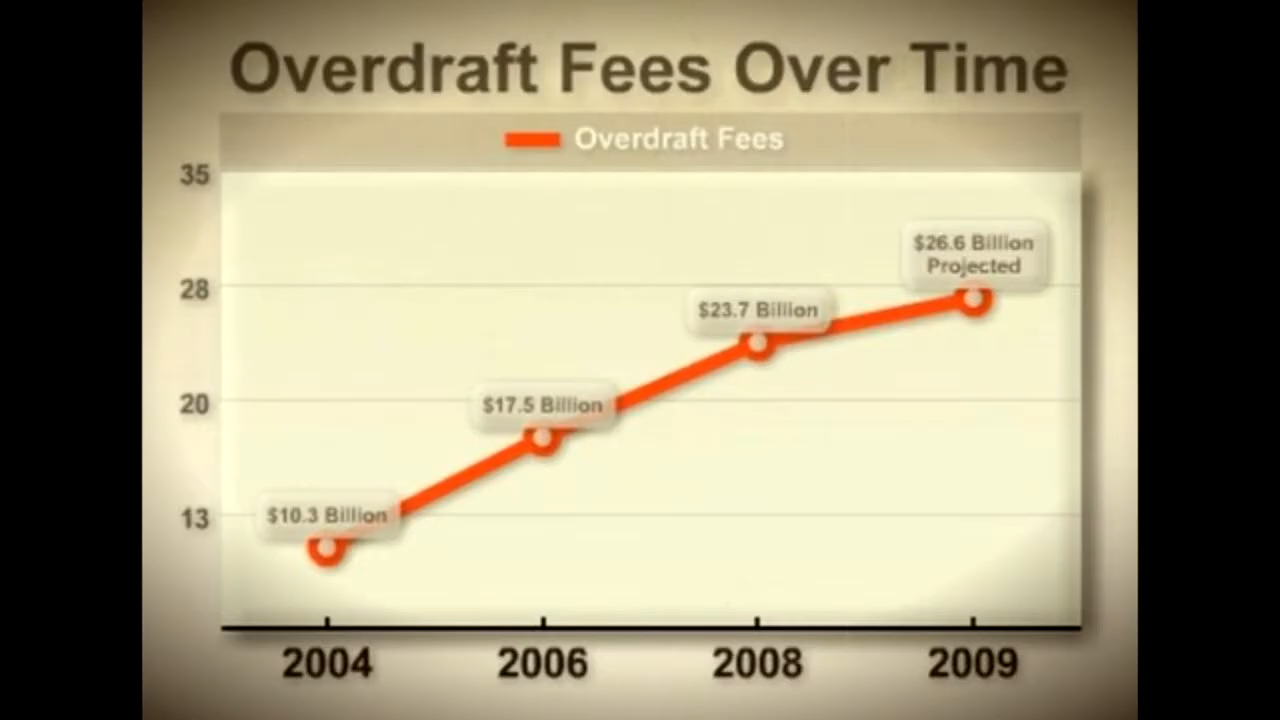 Overdraft Fees Over Time
Overdraft Fees
35
28
20
13
$10.3 Billion
$17.5 Billion
$23.7 Billion
$26.6 Billion
Projected
2004 2006 2008 2009